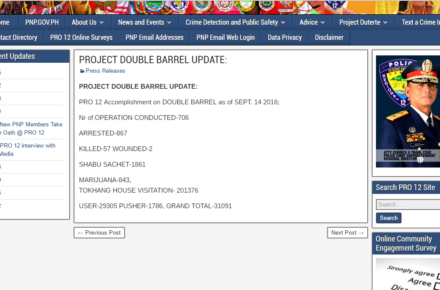 Home
PNP.GOV.PH
About Us
News and Events
Crime Detection and Public Safety
Advice
Project Duterte
Text a Crime In
tact Directory
PRO 12 Online Surveys
PNP Email Addresses
PNP Email Web Login
Data Privacy
Disclaimer
ent Updates
New PNP Members Take
r Oath @ PRO 12
PRO 12 interview with
Media
PROJECT DOUBLE BARREL UPDATE:
Press Releases
PROJECT DOUBLE BARREL UPDATE:
PRO 12 Accomplishment on DOUBLE BARREL as of SEPT. 14 2016;
Nr of OPERATION CONDUCTED-706
ARRESTED-867
KILLED-57 WOUNDED-2
SHABU SACHET-1861
MARIJUANA-843,
TOKHANG HOUSE VISITATION- 201376
USER-29305 PUSHER-1786, GRAND TOTAL-31091
← Previous Post
Next Post →
Search PRO 12 Site
Search
Search
Online Community
Engagement Survey
Strongly agree
Agree